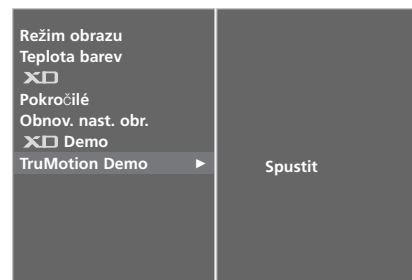 Režim obrazu
Teplota barev
XD
Pokročilé
Obnov. nast. obr.
XD Demo
TruMotion Demo ►
Spustit